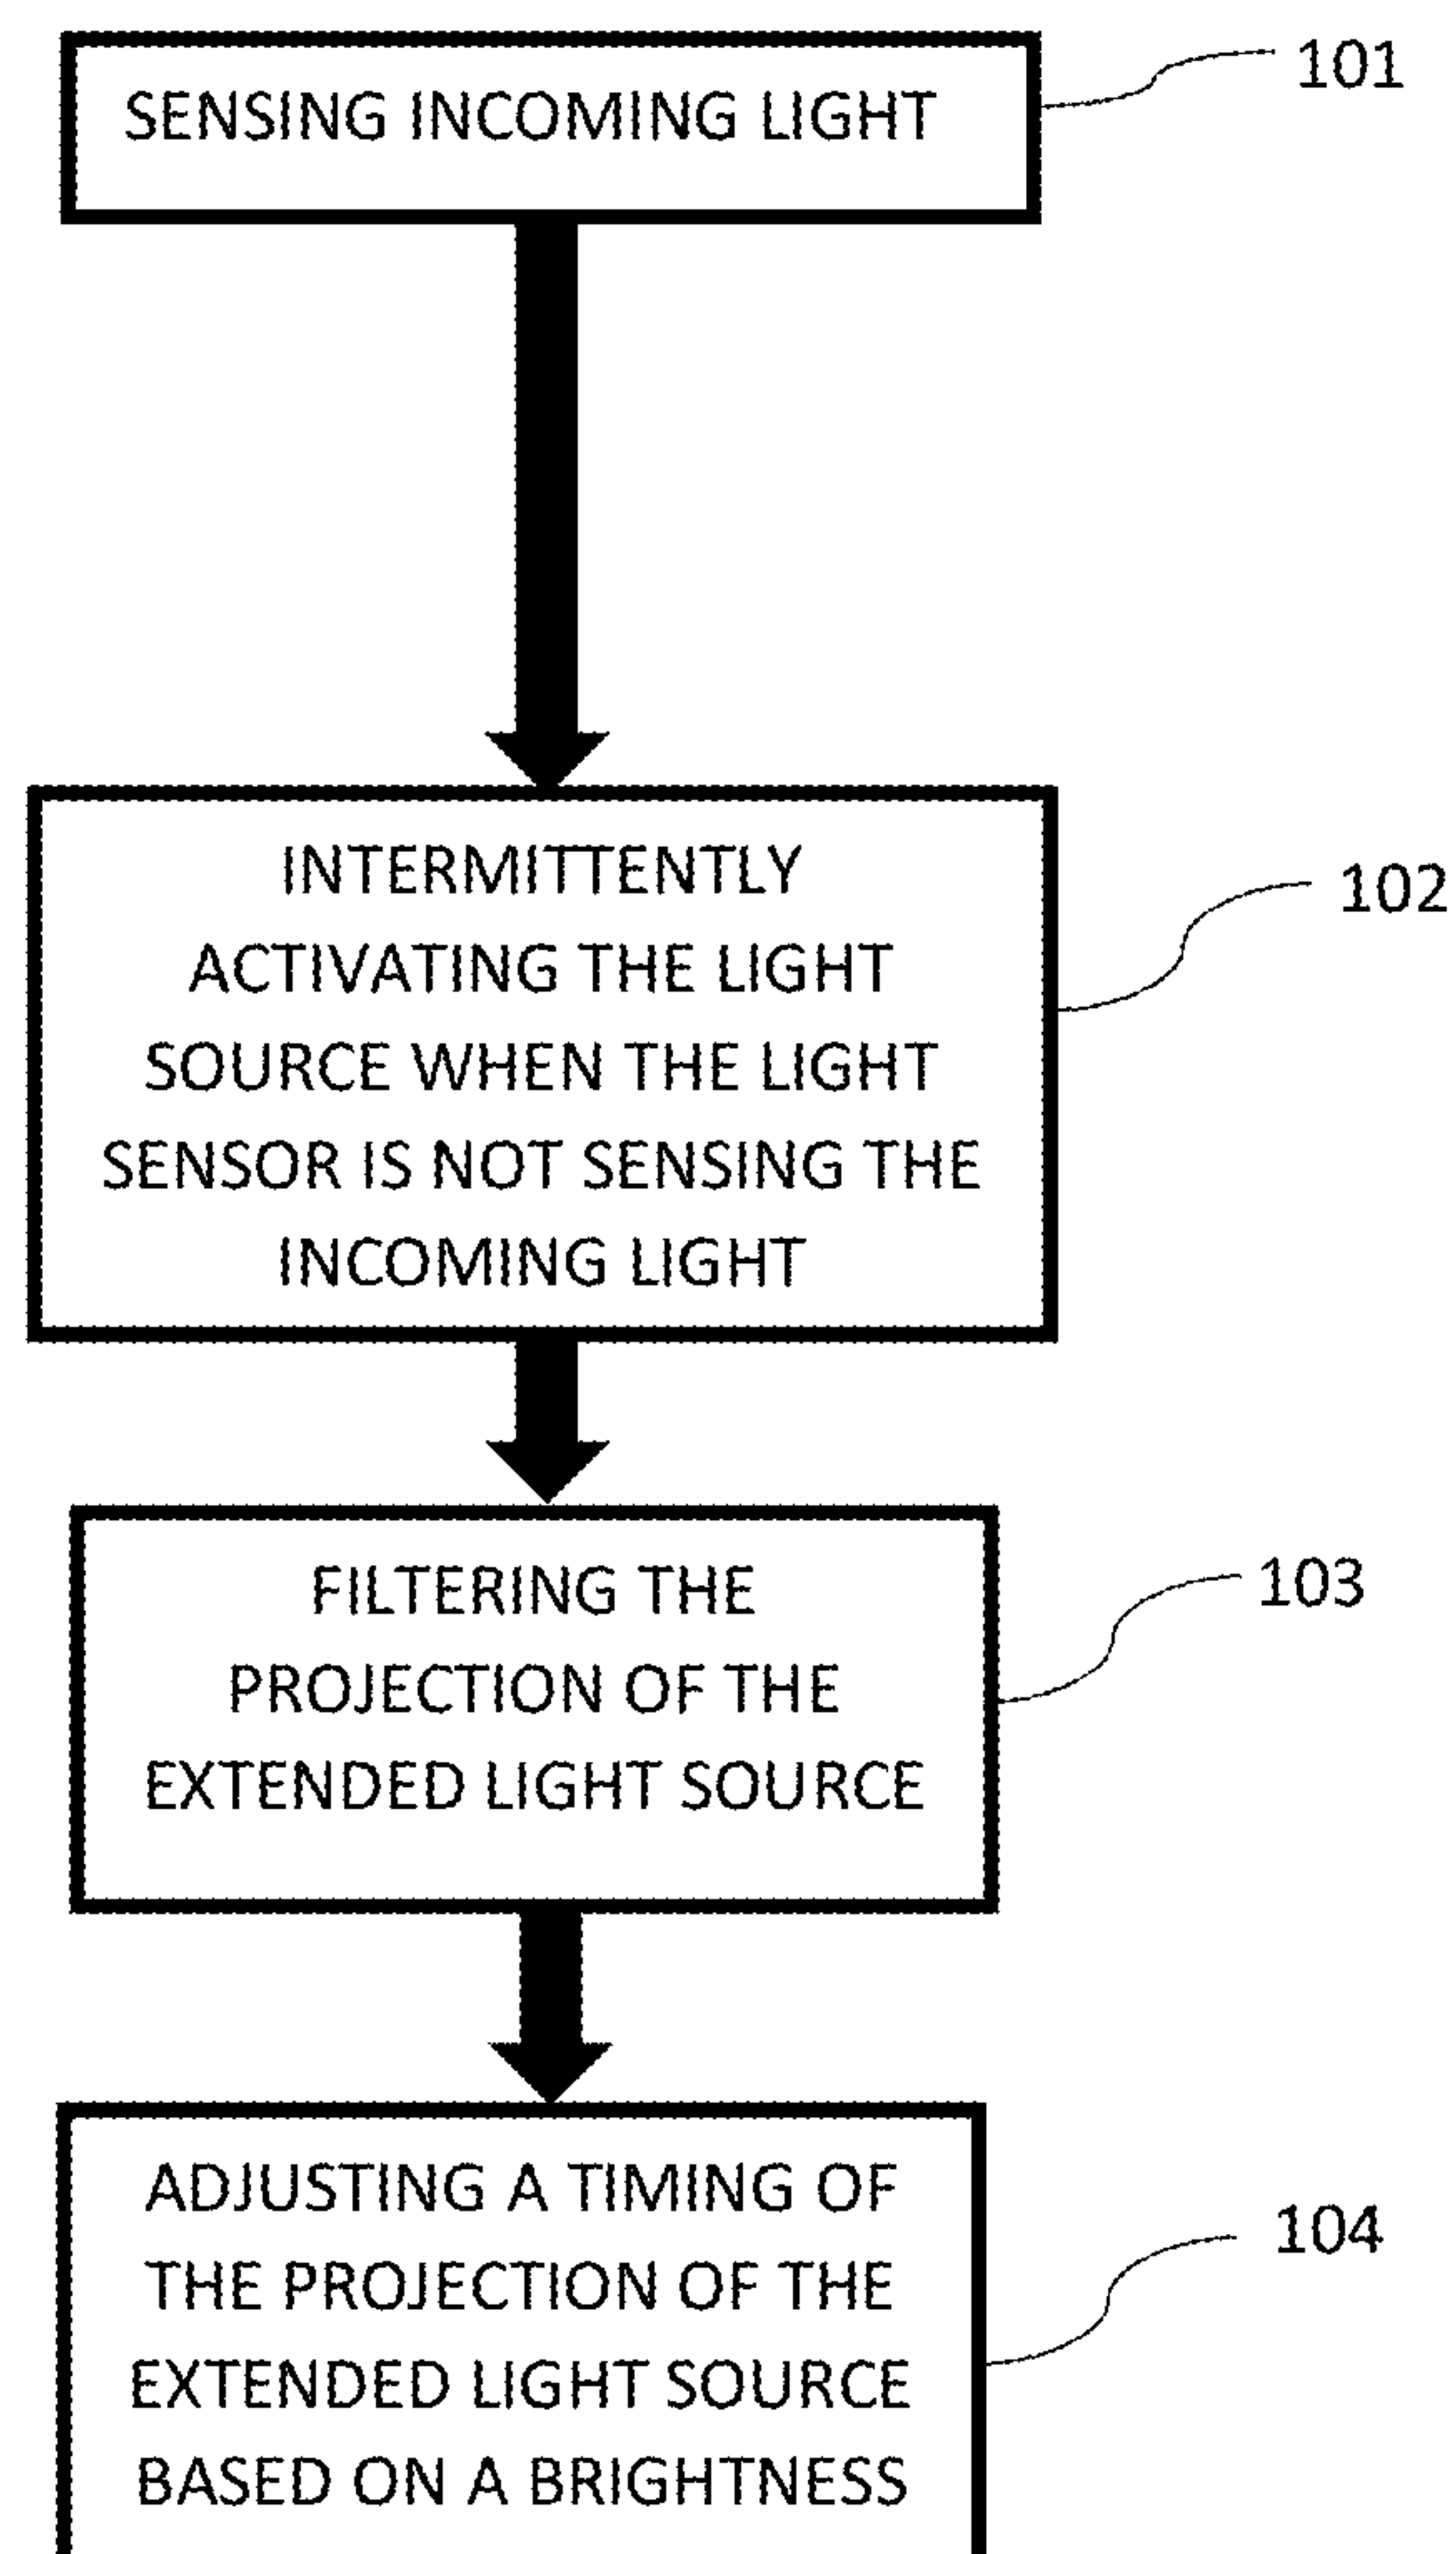 SENSING INCOMING LIGHT
101
INTERMITTENTLY
ACTIVATING THE LIGHT
SOURCE WHEN THE LIGHT
SENSOR IS NOT SENSING THE
INCOMING LIGHT
102
FILTERING THE
PROJECTION OF THE
EXTENDED LIGHT SOURCE
103
ADJUSTING A TIMING OF
THE PROJECTION OF THE
EXTENDED LIGHT SOURCE
BASED ON A BRIGHTNESS
104